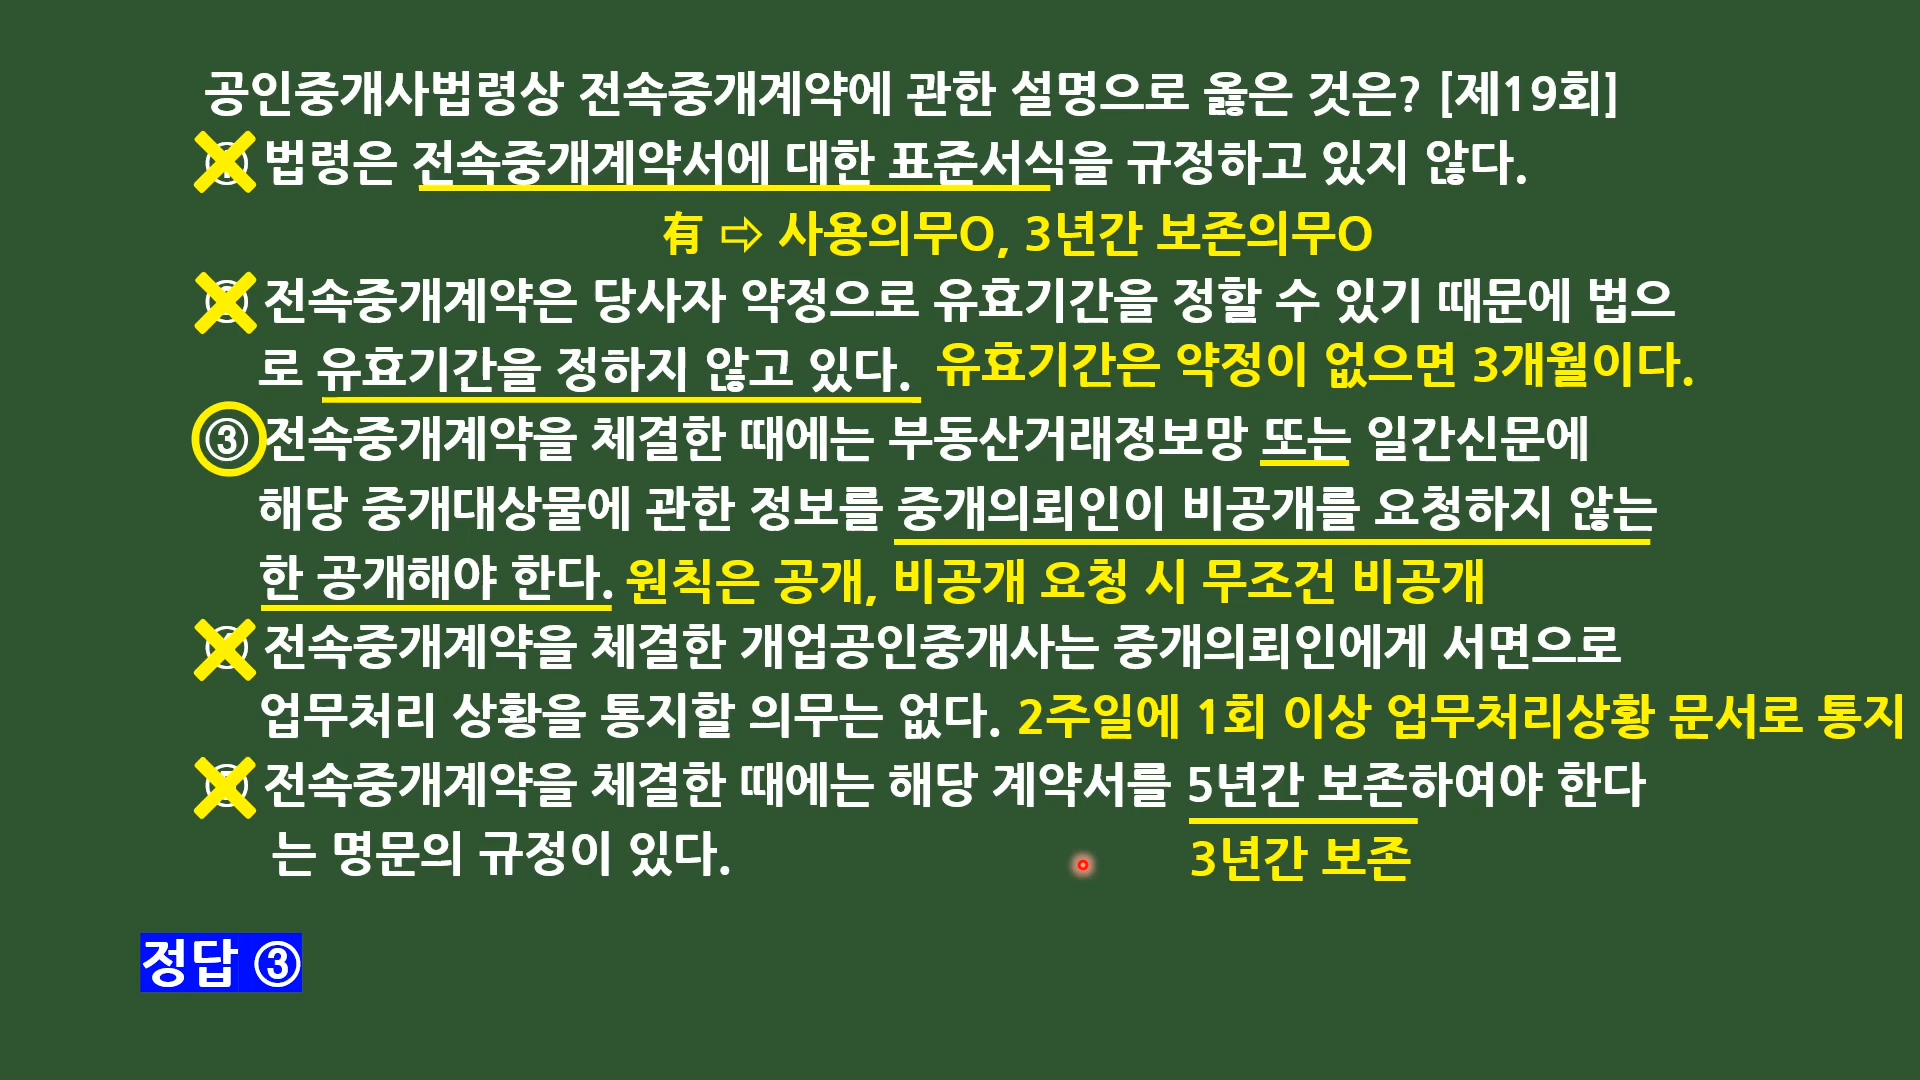 공인중개사법령상 전속중개계약에 관한 설명으로 옳은 것은? [제19회]
① 법령은 전속중개계약서에 대한 표준서식을 규정하고 있지 않다.
有 ⇨ 사용의무O, 3년간 보존의무O
② 전속중개계약은 당사자 약정으로 유효기간을 정할 수 있기 때문에 법으
로 유효기간을 정하지 않고 있다. 유효기간은 약정이 없으면 3개월이다.
③ 전속중개계약을 체결한 때에는 부동산거래정보망 또는 일간신문에
해당 중개대상물에 관한 정보를 중개의뢰인이 비공개를 요청하지 않는
한 공개해야 한다. 원칙은 공개, 비공개 요청 시 무조건 비공개
④ 전속중개계약을 체결한 개업공인중개사는 중개의뢰인에게 서면으로
업무처리 상황을 통지할 의무는 없다. 2주일에 1회 이상 업무처리상황 문서로 통지
⑤ 전속중개계약을 체결한 때에는 해당 계약서를 5년간 보존하여야 한다
는 명문의 규정이 있다.
3년간 보존
정답 ③